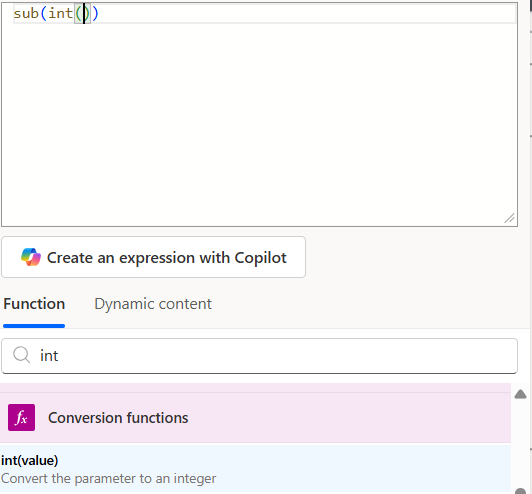 sub(int())
Create an expression with Copilot
Function Dynamic content
int
fx Conversion functions
int(value)
Convert the parameter to an integer